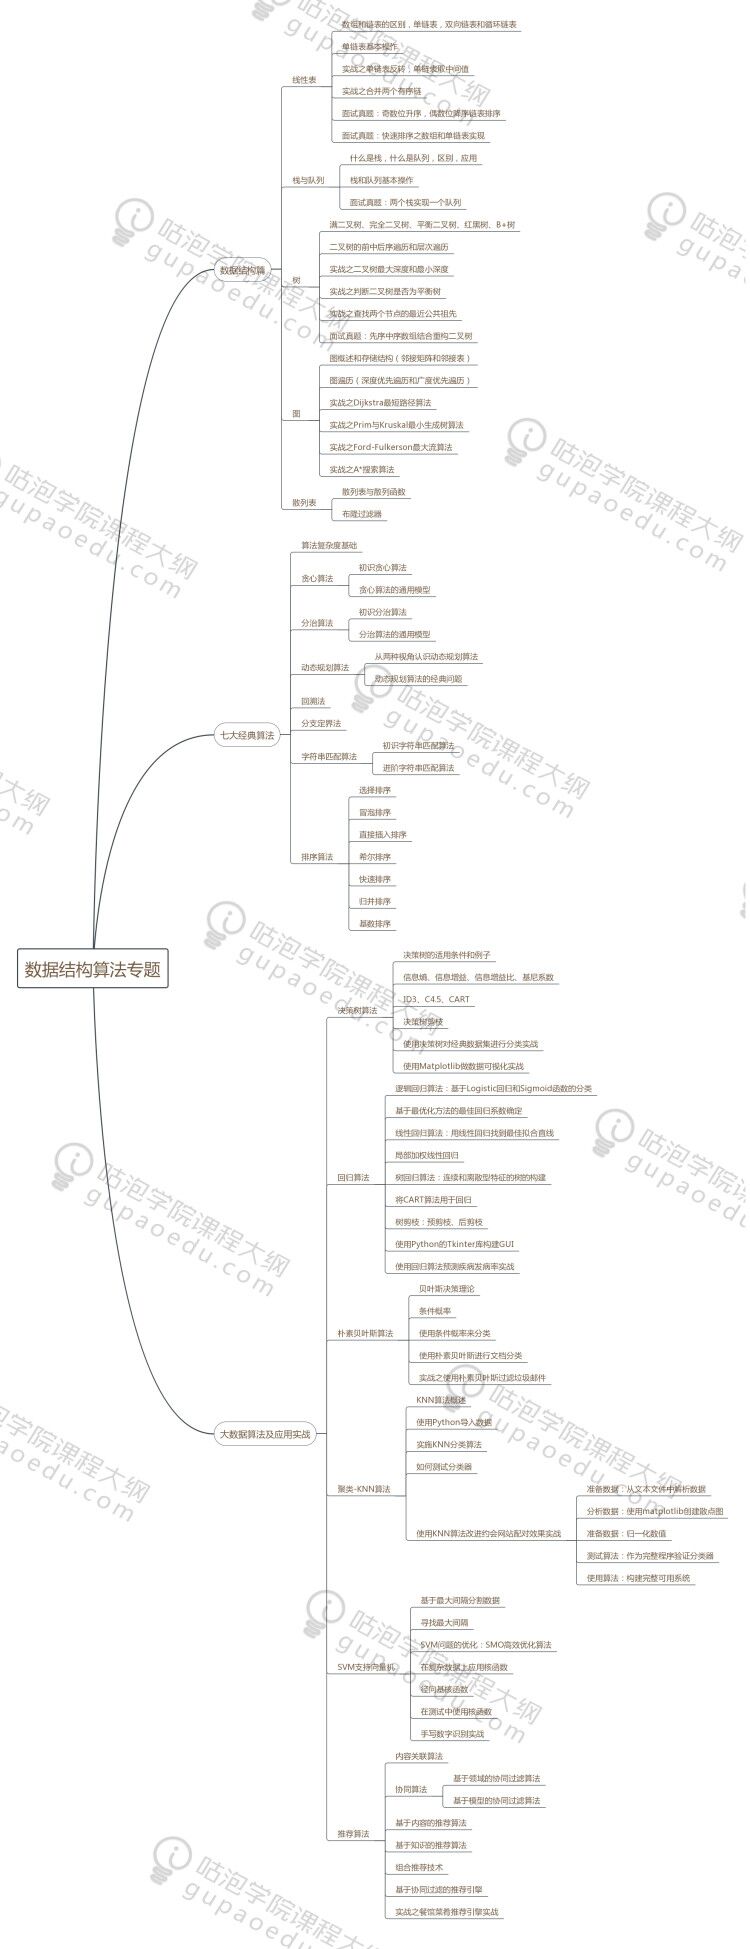 数据结构算法专题
数据结构篇
线性表
数组和链表的区别，单链表，双向链表和循环链表
单链表基本操作
实战之单链表反转，单链表取中间值
实战之合并两个有序链
面试真题：奇数位升序，偶数位降序链表排序
面试真题：快速排序之数组和单链表实现
栈与队列
什么是栈，什么是队列，区别，应用
栈和队列基本操作
面试真题：两个栈实现一个队列
树
满二叉树、完全二叉树、平衡二叉树、红黑树、B+树
二叉树的前中后序遍历和层次遍历
实战之二叉树最大深度和最小深度
实战之判断二叉树是否为平衡树
实战之查找两个节点的最近公共祖先
面试真题：先序中序数组结合重构二叉树
图
图概述和存储结构（邻接矩阵和邻接表）
图遍历（深度优先遍历和广度优先遍历）
实战之Dijkstra最短路径算法
实战之Prim与Kruskal最小生成树算法
实战之Ford-Fulkerson最大流算法
实战之A*搜索算法
散列表
散列表与散列函数
布隆过滤器
七大经典算法
算法复杂度基础
贪心算法
初识贪心算法
贪心算法的通用模型
分治算法
初识分治算法
分治算法的通用模型
动态规划算法
从两种视角认识动态规划算法
动态规划算法的经典问题
回溯法
分支定界法
字符串匹配算法
初识字符串匹配算法
进阶字符串匹配算法
排序算法
选择排序
冒泡排序
直接插入排序
希尔排序
快速排序
归并排序
基数排序
大数据算法及应用实战
决策树算法
决策树的适用条件和例子
信息熵、信息增益、信息增益比、基尼系数
ID3、C4.5、CART
决策树剪枝
使用决策树对经典数据集进行分类实战
使用Matplotlib做数据可视化实战
回归算法
逻辑回归算法：基于Logistic回归和Sigmoid函数的分类
基于最优化方法的最佳回归系数确定
线性回归算法：用线性回归找到最佳拟合直线
局部加权线性回归
树回归算法：连续和离散型特征的树的构建
将CART算法用于回归
树剪枝：预剪枝、后剪枝
使用Python的Tkinter库构建GUI
使用回归算法预测疾病发病率实战
朴素贝叶斯算法
贝叶斯决策理论
条件概率
使用条件概率来分类
使用朴素贝叶斯进行文档分类
实战之使用朴素贝叶斯过滤垃圾邮件
聚类-KNN算法
KNN算法概述
使用Python导入数据
实施KNN分类算法
如何测试分类器
使用KNN算法改进约会网站配对效果实战
准备数据：从文本文件中解析数据
分析数据：使用matplotlib创建散点图
准备数据：归一化数值
测试算法：作为完整程序验证分类器
使用算法：构建完整可用系统
SVM支持向量机
基于最大间隔分割数据
寻找最大间隔
SVM问题的优化：SMO高效优化算法
在复杂数据上应用核函数
径向基核函数
在测试中使用核函数
手写数字识别实战
推荐算法
内容关联算法
协同算法
基于领域的协同过滤算法
基于模型的协同过滤算法
基于内容的推荐算法
基于知识的推荐算法
组合推荐技术
基于协同过滤的推荐引擎
实战之餐馆菜肴推荐引擎实战
咕泡学院课程大纲
gupaoedu.com